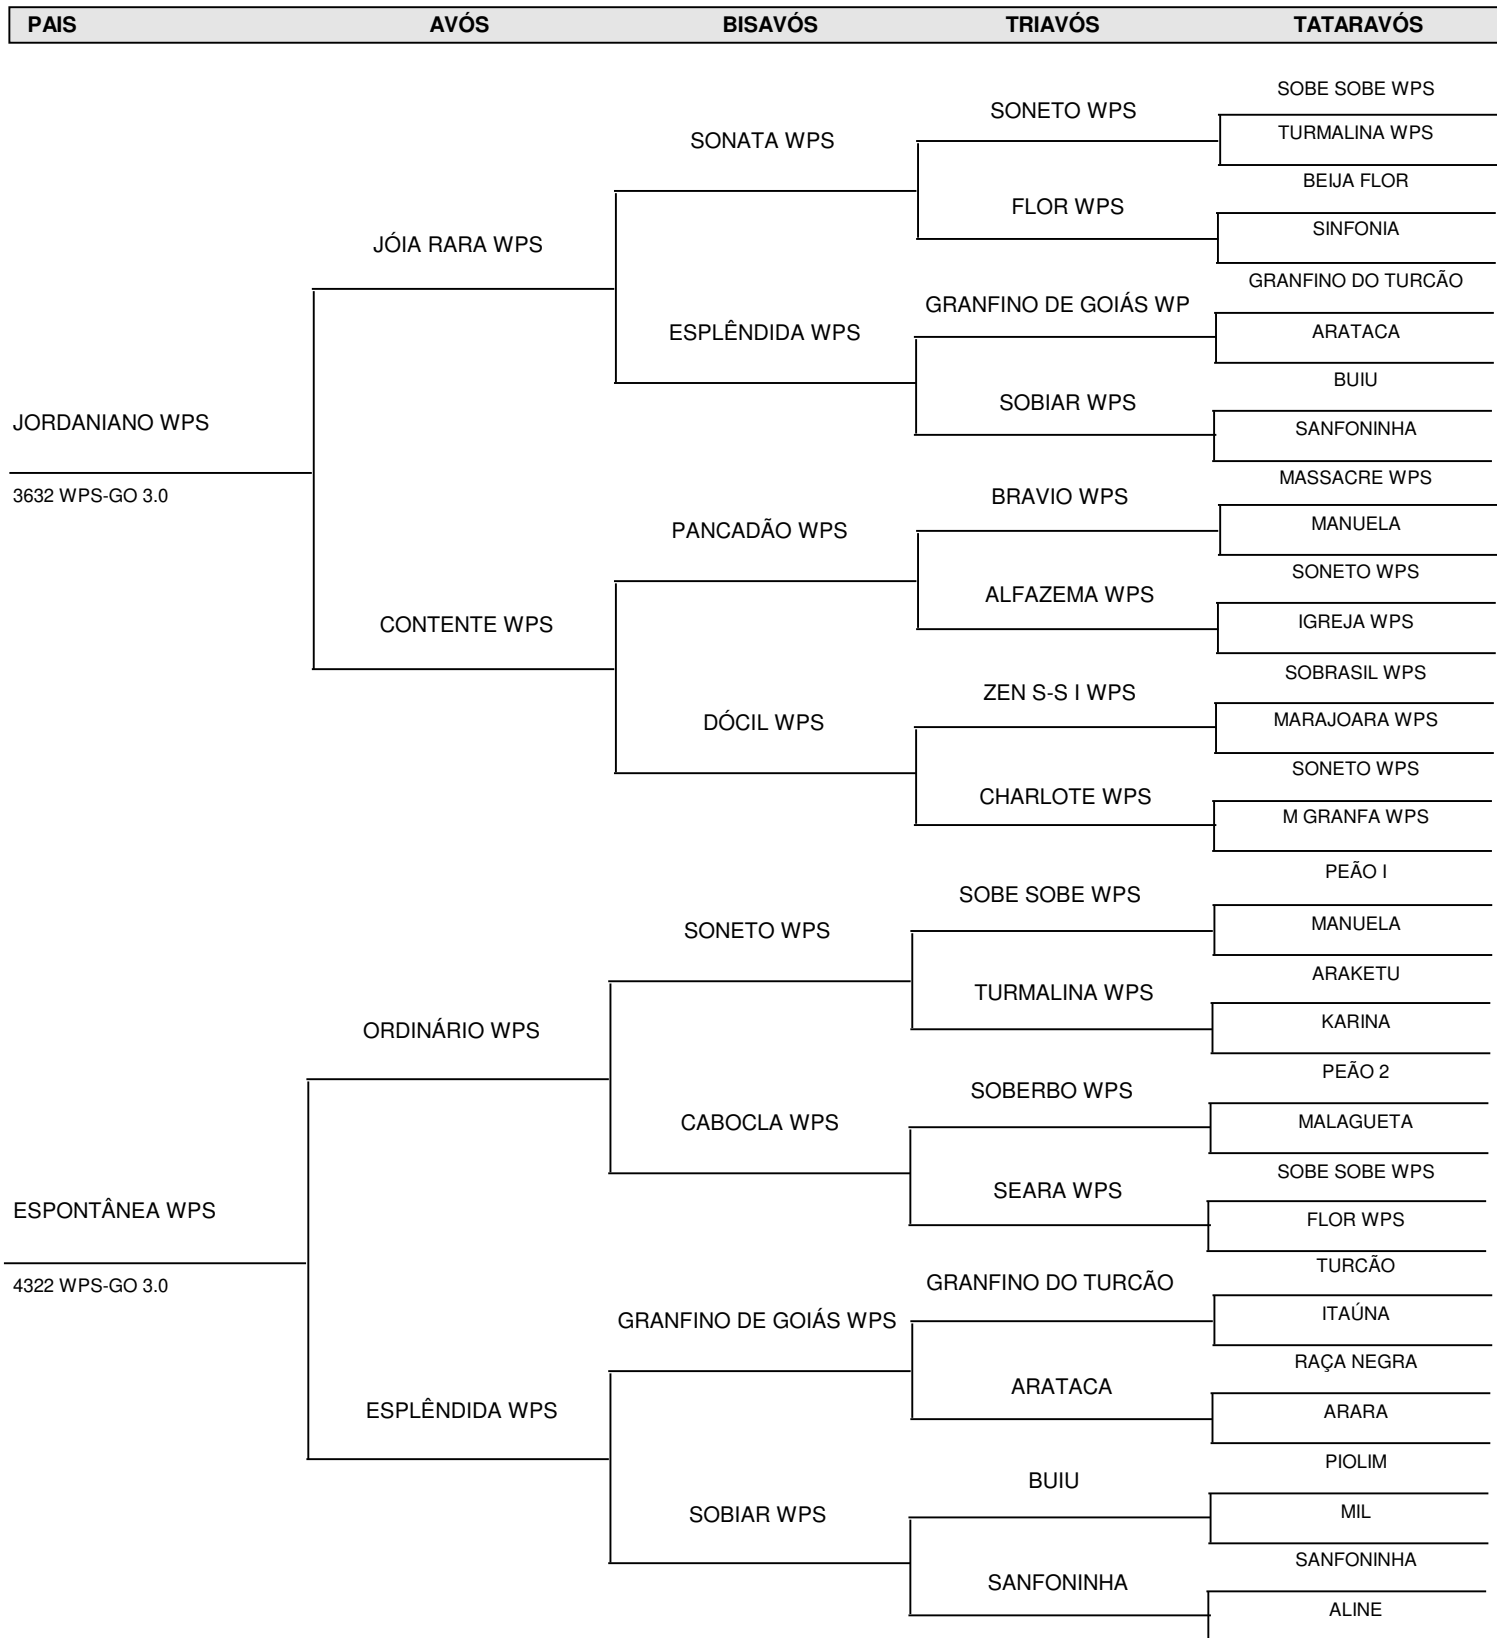 PAIS AVÓS BISAVÓS TRIAVÓS TATARAVÓS
SOBE SOBE WPS
SONETO WPS
TURMALINA WPS
SONATA WPS
BEIJA FLOR
FLOR WPS
SINFONIA
JÓIA RARA WPS
GRANFINO DO TURCÃO
GRANFINO DE GOIÁS WP
ARATACA
ESPLÊNDIDA WPS
BUIU
SOBIAR WPS
SANFONINHA
JORDANIANO WPS
3632 WPS-GO 3.0
MASSACRE WPS
BRAVIO WPS
MANUELA
PANCADÃO WPS
SONETO WPS
ALFAZEMA WPS
IGREJA WPS
CONTENTE WPS
SOBRASIL WPS
ZEN S-S I WPS
MARAJOARA WPS
DÓCIL WPS
SONETO WPS
CHARLOTE WPS
M GRANFA WPS
PEÃO I
SOBE SOBE WPS
MANUELA
SONETO WPS
ARAKETU
TURMALINA WPS
KARINA
ORDINÁRIO WPS
PEÃO 2
SOBERBO WPS
MALAGUETA
CABOCLA WPS
SOBE SOBE WPS
SEARA WPS
FLOR WPS
ESPONTÂNEA WPS
4322 WPS-GO 3.0
TURCÃO
GRANFINO DO TURCÃO
ITAÚNA
GRANFINO DE GOIÁS WPS
RAÇA NEGRA
ARATACA
ARARA
ESPLÊNDIDA WPS
PIOLIM
BUIU
MIL
SOBIAR WPS
SANFONINHA
SANFONINHA
ALINE